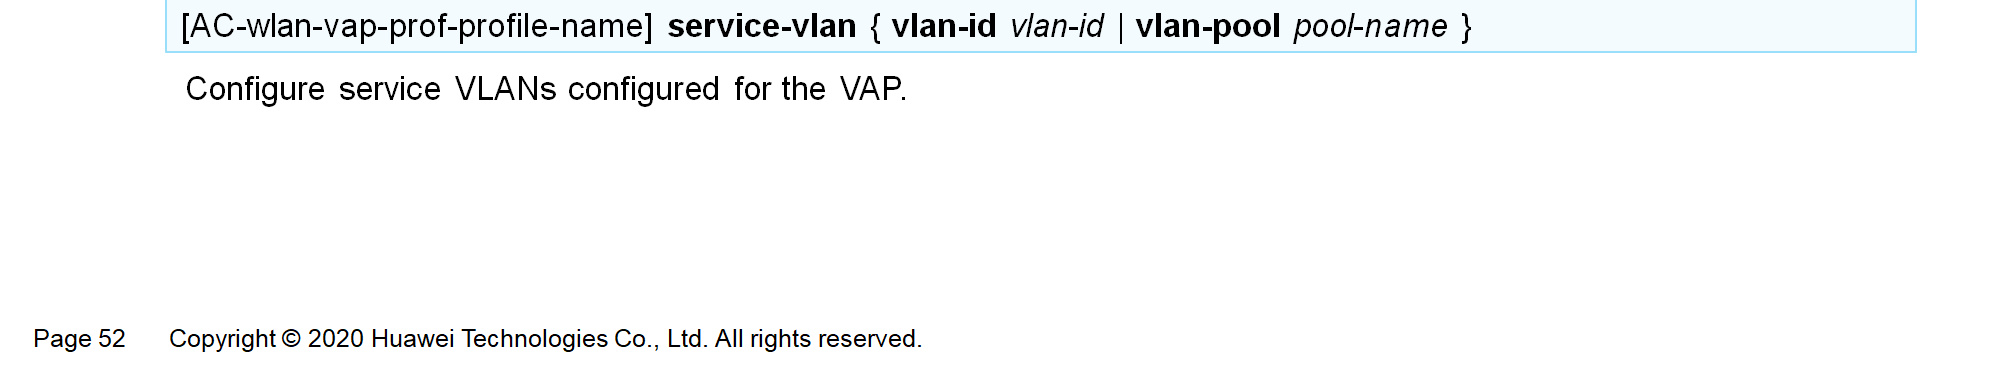 [AC-wlan-vap-prof-profile-name] service-vlan { vlan-id vlan-id | vlan-pool pool-name }
Configure service VLANs configured for the VAP.
Page 52 Copyright © 2020 Huawei Technologies Co., Ltd. All rights reserved.